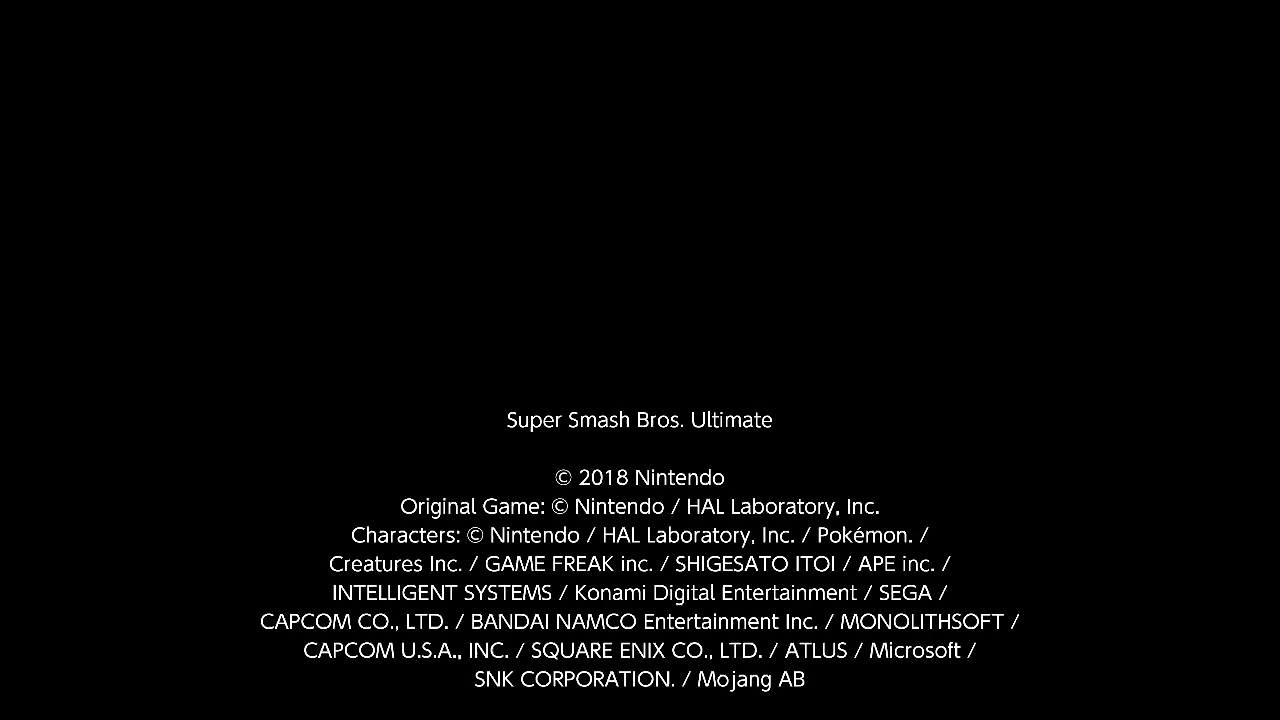 Super Smash Bros. Ultimate
© 2018 Nintendo
Original Game: © Nintendo / HAL Laboratory, Inc.
Characters: © Nintendo / HAL Laboratory, Inc. / Pokémon. /
Creatures Inc. / GAME FREAK inc. / SHIGESATO ITOI / APE inc. /
INTELLIGENT SYSTEMS / Konami Digital Entertainment / SEGA /
CAPCOM CO., LTD. / BANDAI NAMCO Entertainment Inc. / MONOLITHSOFT /
CAPCOM U.S.A., INC. / SQUARE ENIX CO., LTD. / ATLUS / Microsoft /
SNK CORPORATION. / Mojang AB